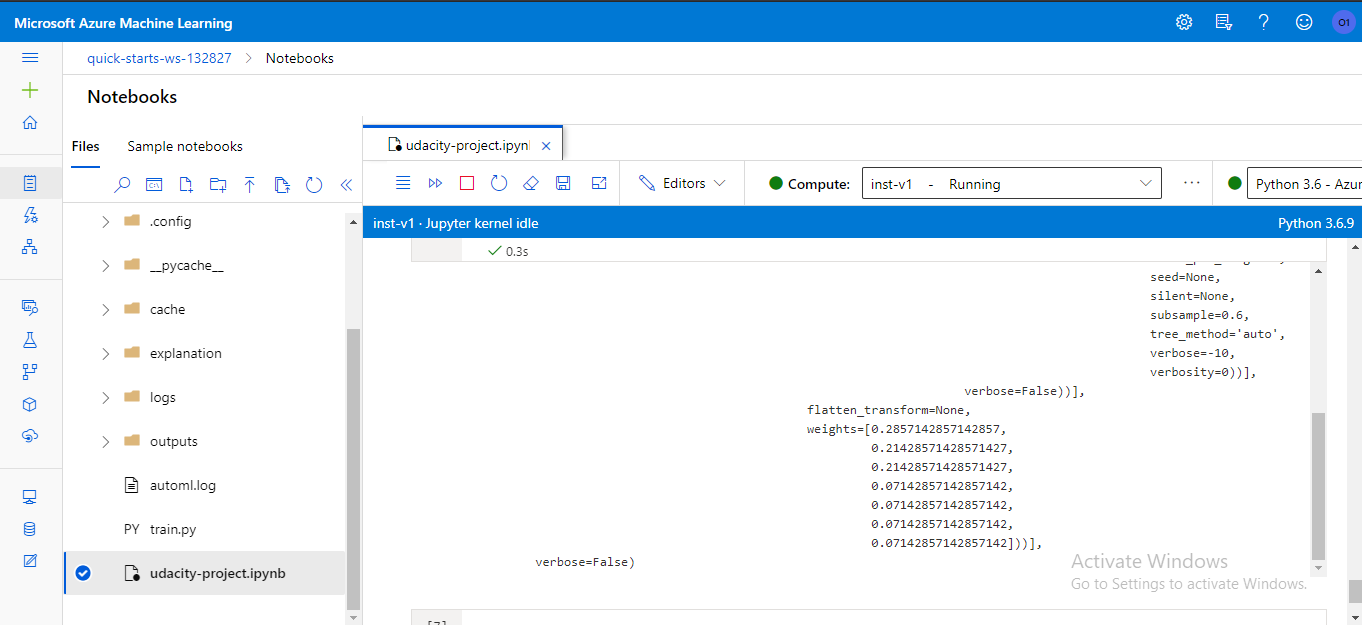 Microsoft Azure Machine Learning
O1
quick-starts-ws-132827 > Notebooks
Notebooks
Files Sample notebooks
udacity-project.ipynl
Editors
Compute:
inst-v1 - Running
...
Python 3.6 - Azur
inst-v1 · Jupyter kernel idle
Python 3.6.9
.config
__pycache__
cache
explanation
logs
outputs
automl.log
PY train.py
udacity-project.ipynb
0.3s
seed=None,
silent=None,
subsample=0.6,
tree_method='auto',
verbose=-10,
verbosity=0))],
verbose=False))],
flatten_transform=None,
weights=[0.2857142857142857,
0.21428571428571427,
0.21428571428571427,
0.07142857142857142,
0.07142857142857142,
0.07142857142857142,
0.07142857142857142]))],
verbose=False)
Activate Windows
Go to Settings to activate Windows.
[7]